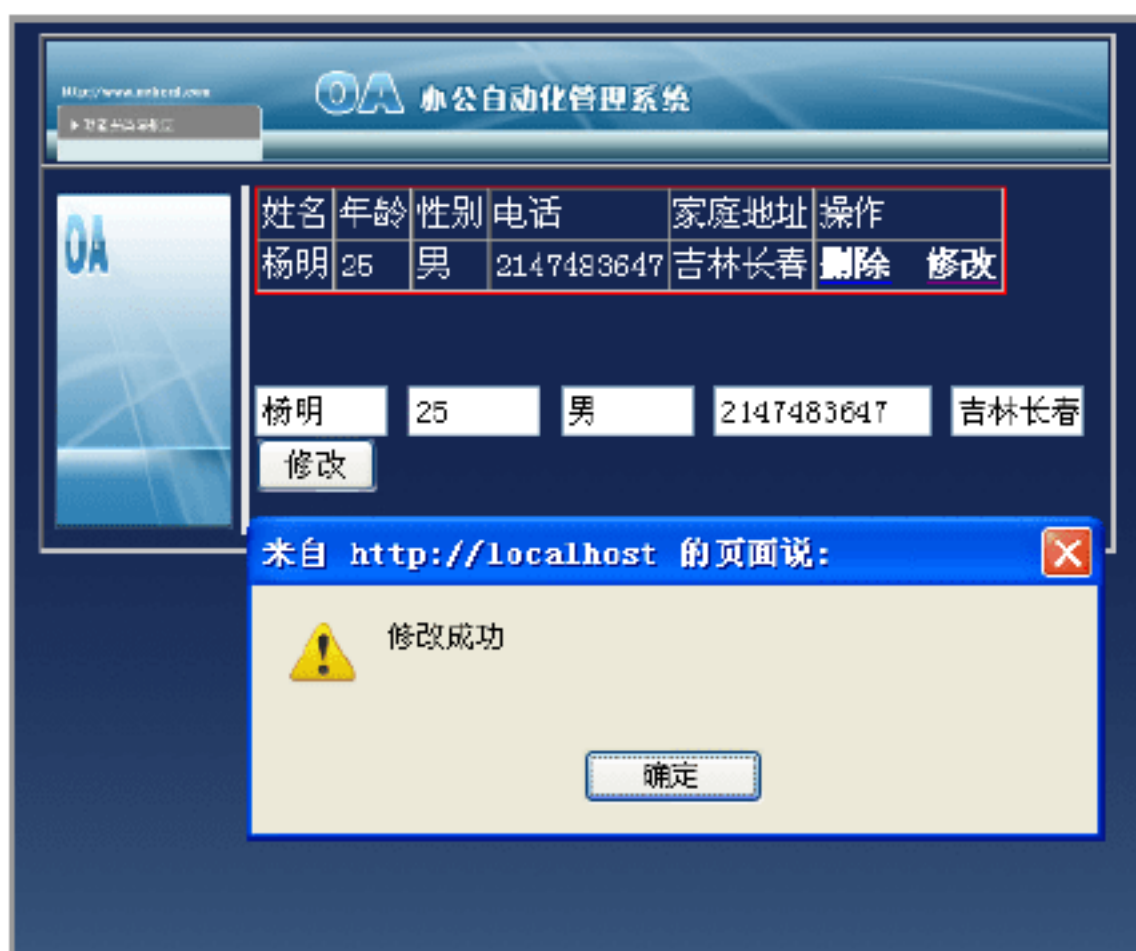 OA 办公自动化管理系统
OA
姓名 年龄 性别 电话 家庭地址 操作
杨明 25 男 2147483647 吉林长春 删除 修改
杨明 25 男 2147483647 吉林长春
修改
来自 http://localhost 的页面说:
修改成功
确定